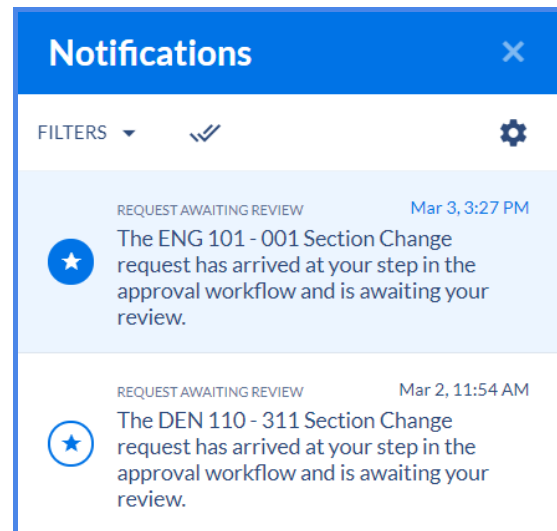 Notifications
FILTERS
REQUEST AWAITING REVIEW
Mar 3, 3:27 PM
The ENG 101 - 001 Section Change
request has arrived at your step in the
approval workflow and is awaiting your
review.
REQUEST AWAITING REVIEW
Mar 2, 11:54 AM
The DEN 110 - 311 Section Change
request has arrived at your step in the
approval workflow and is awaiting your
review.